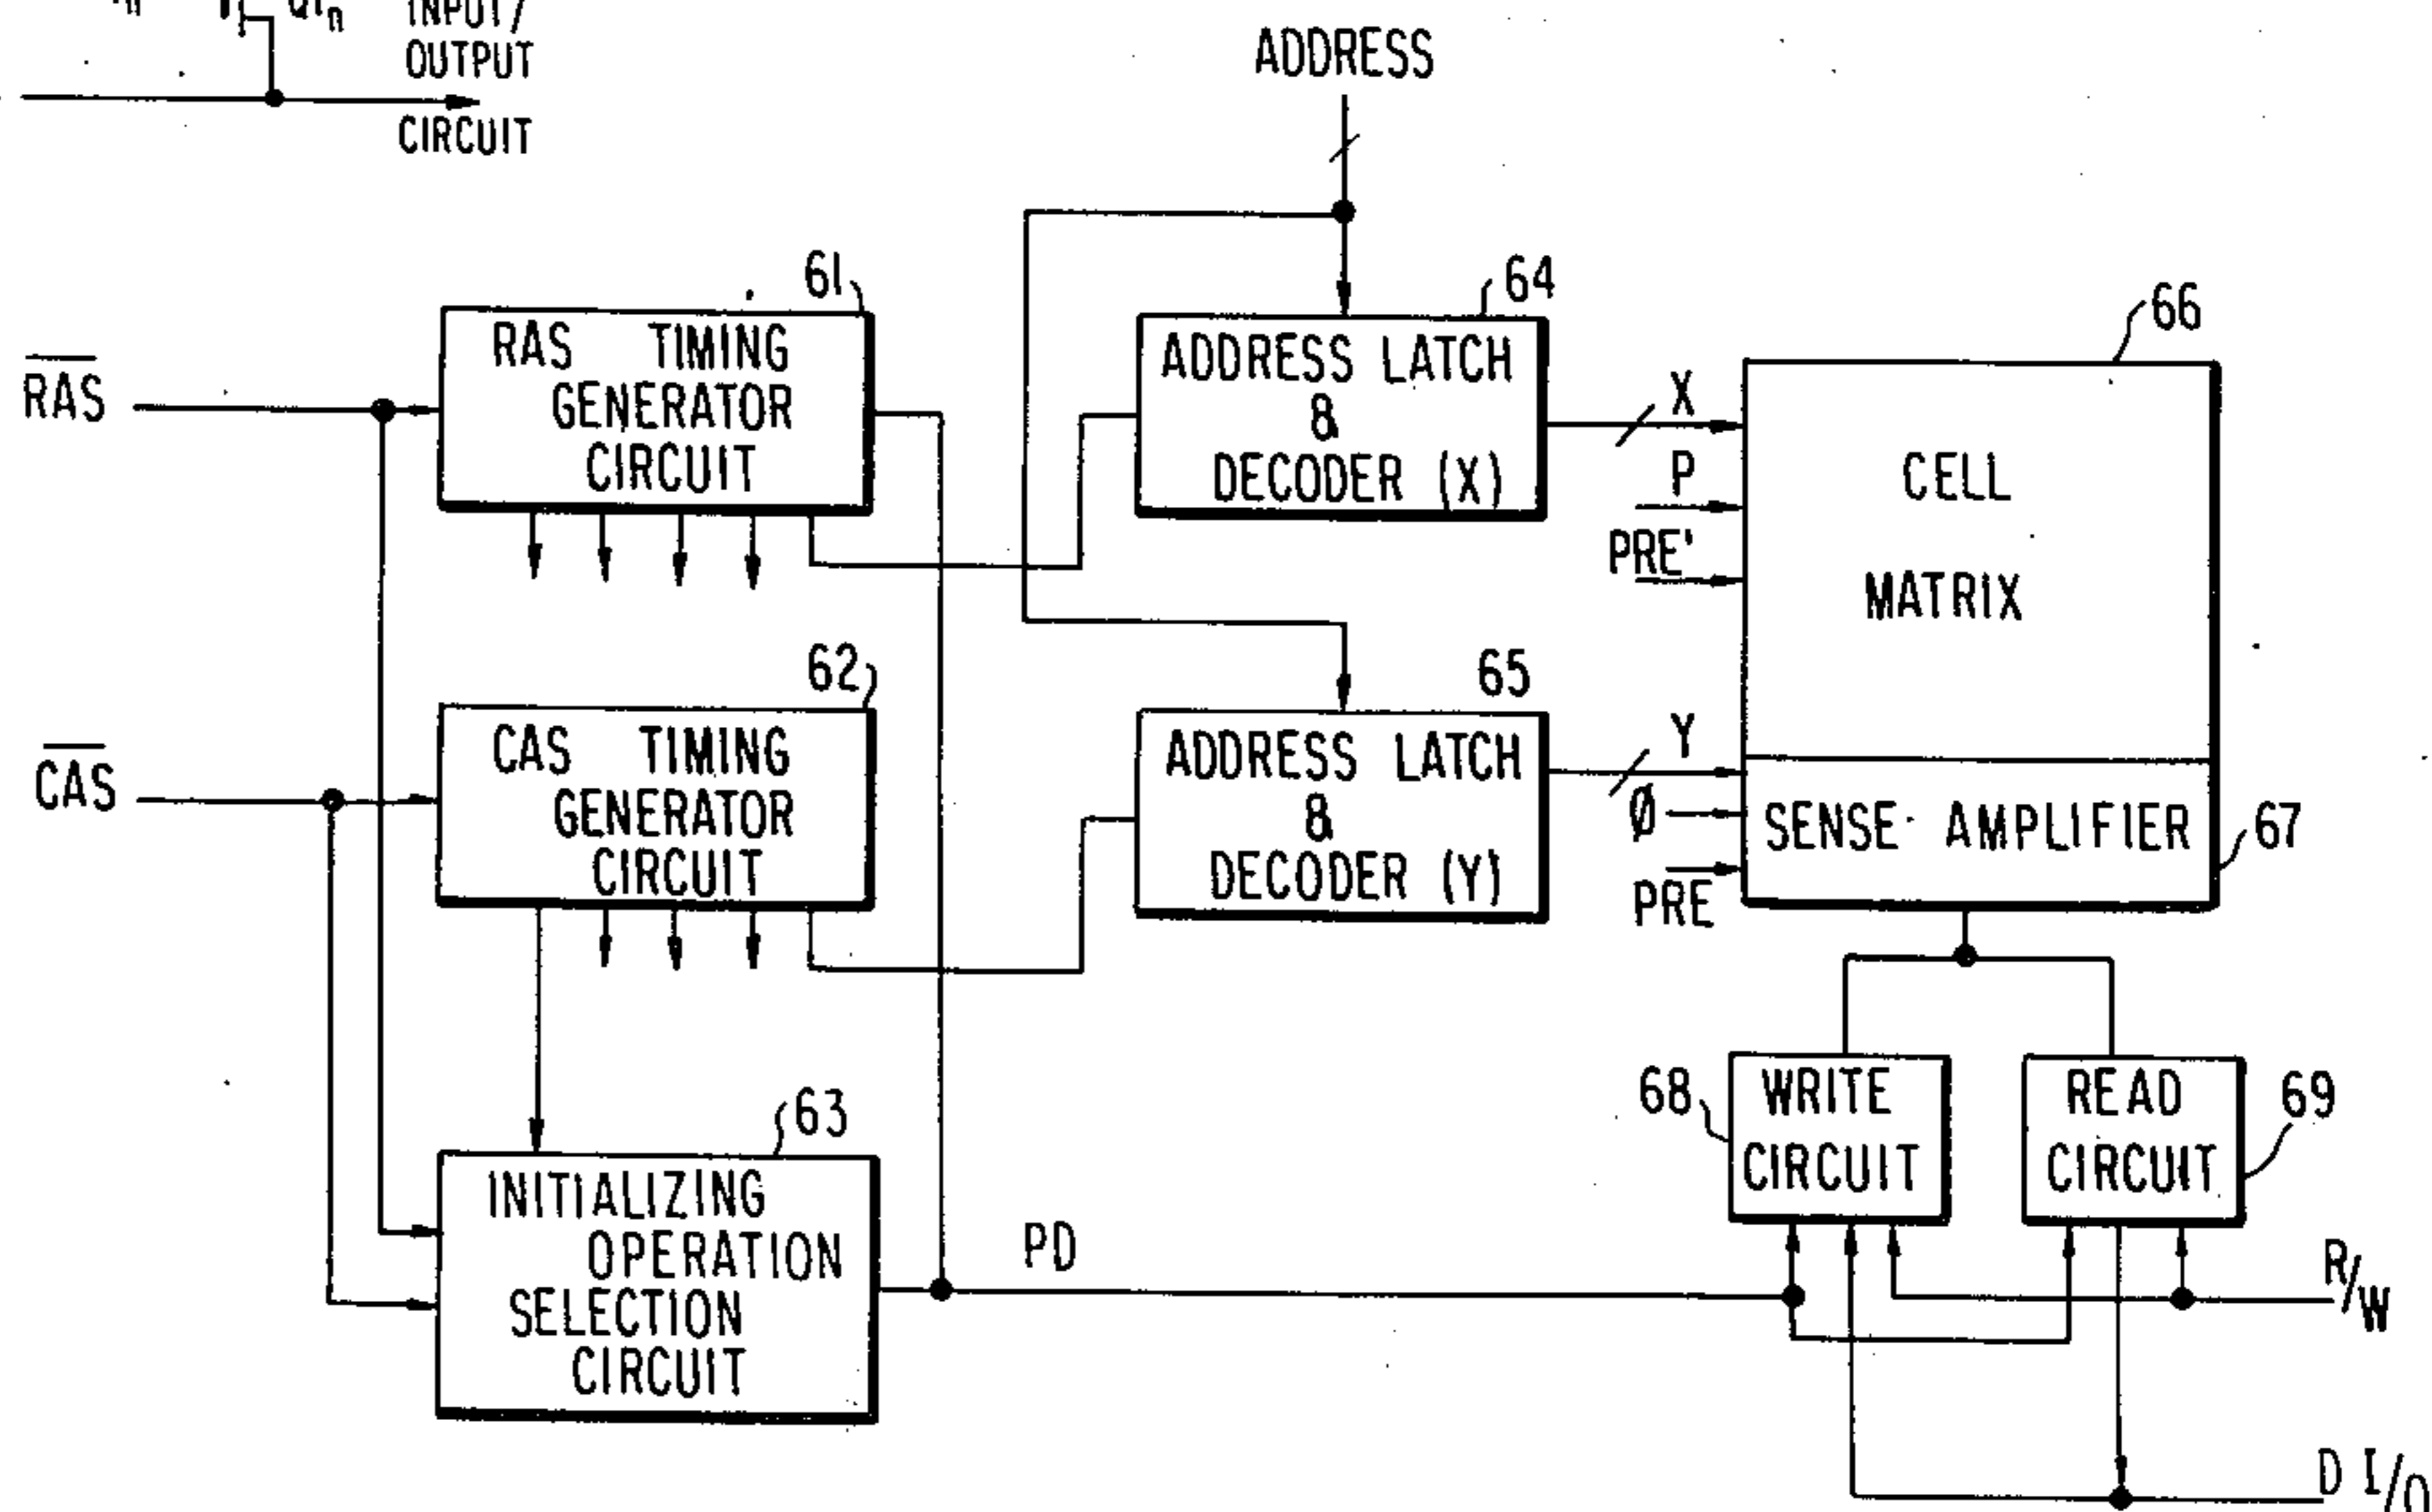 INPUT/
OUTPUT
CIRCUIT
ADDRESS
61
RAS TIMING
GENERATOR
CIRCUIT
64
ADDRESS LATCH
&
DECODER (X)
66
RAS
X
P
PRE'
CELL
MATRIX
62
CAS TIMING
GENERATOR
CIRCUIT
65
ADDRESS LATCH
&
DECODER (Y)
CAS
Y
Ø
PRE
SENSE AMPLIFIER
67
63
INITIALIZING
OPERATION
SELECTION
CIRCUIT
PD
68
WRITE
CIRCUIT
READ
CIRCUIT
69
R/W
D I/O